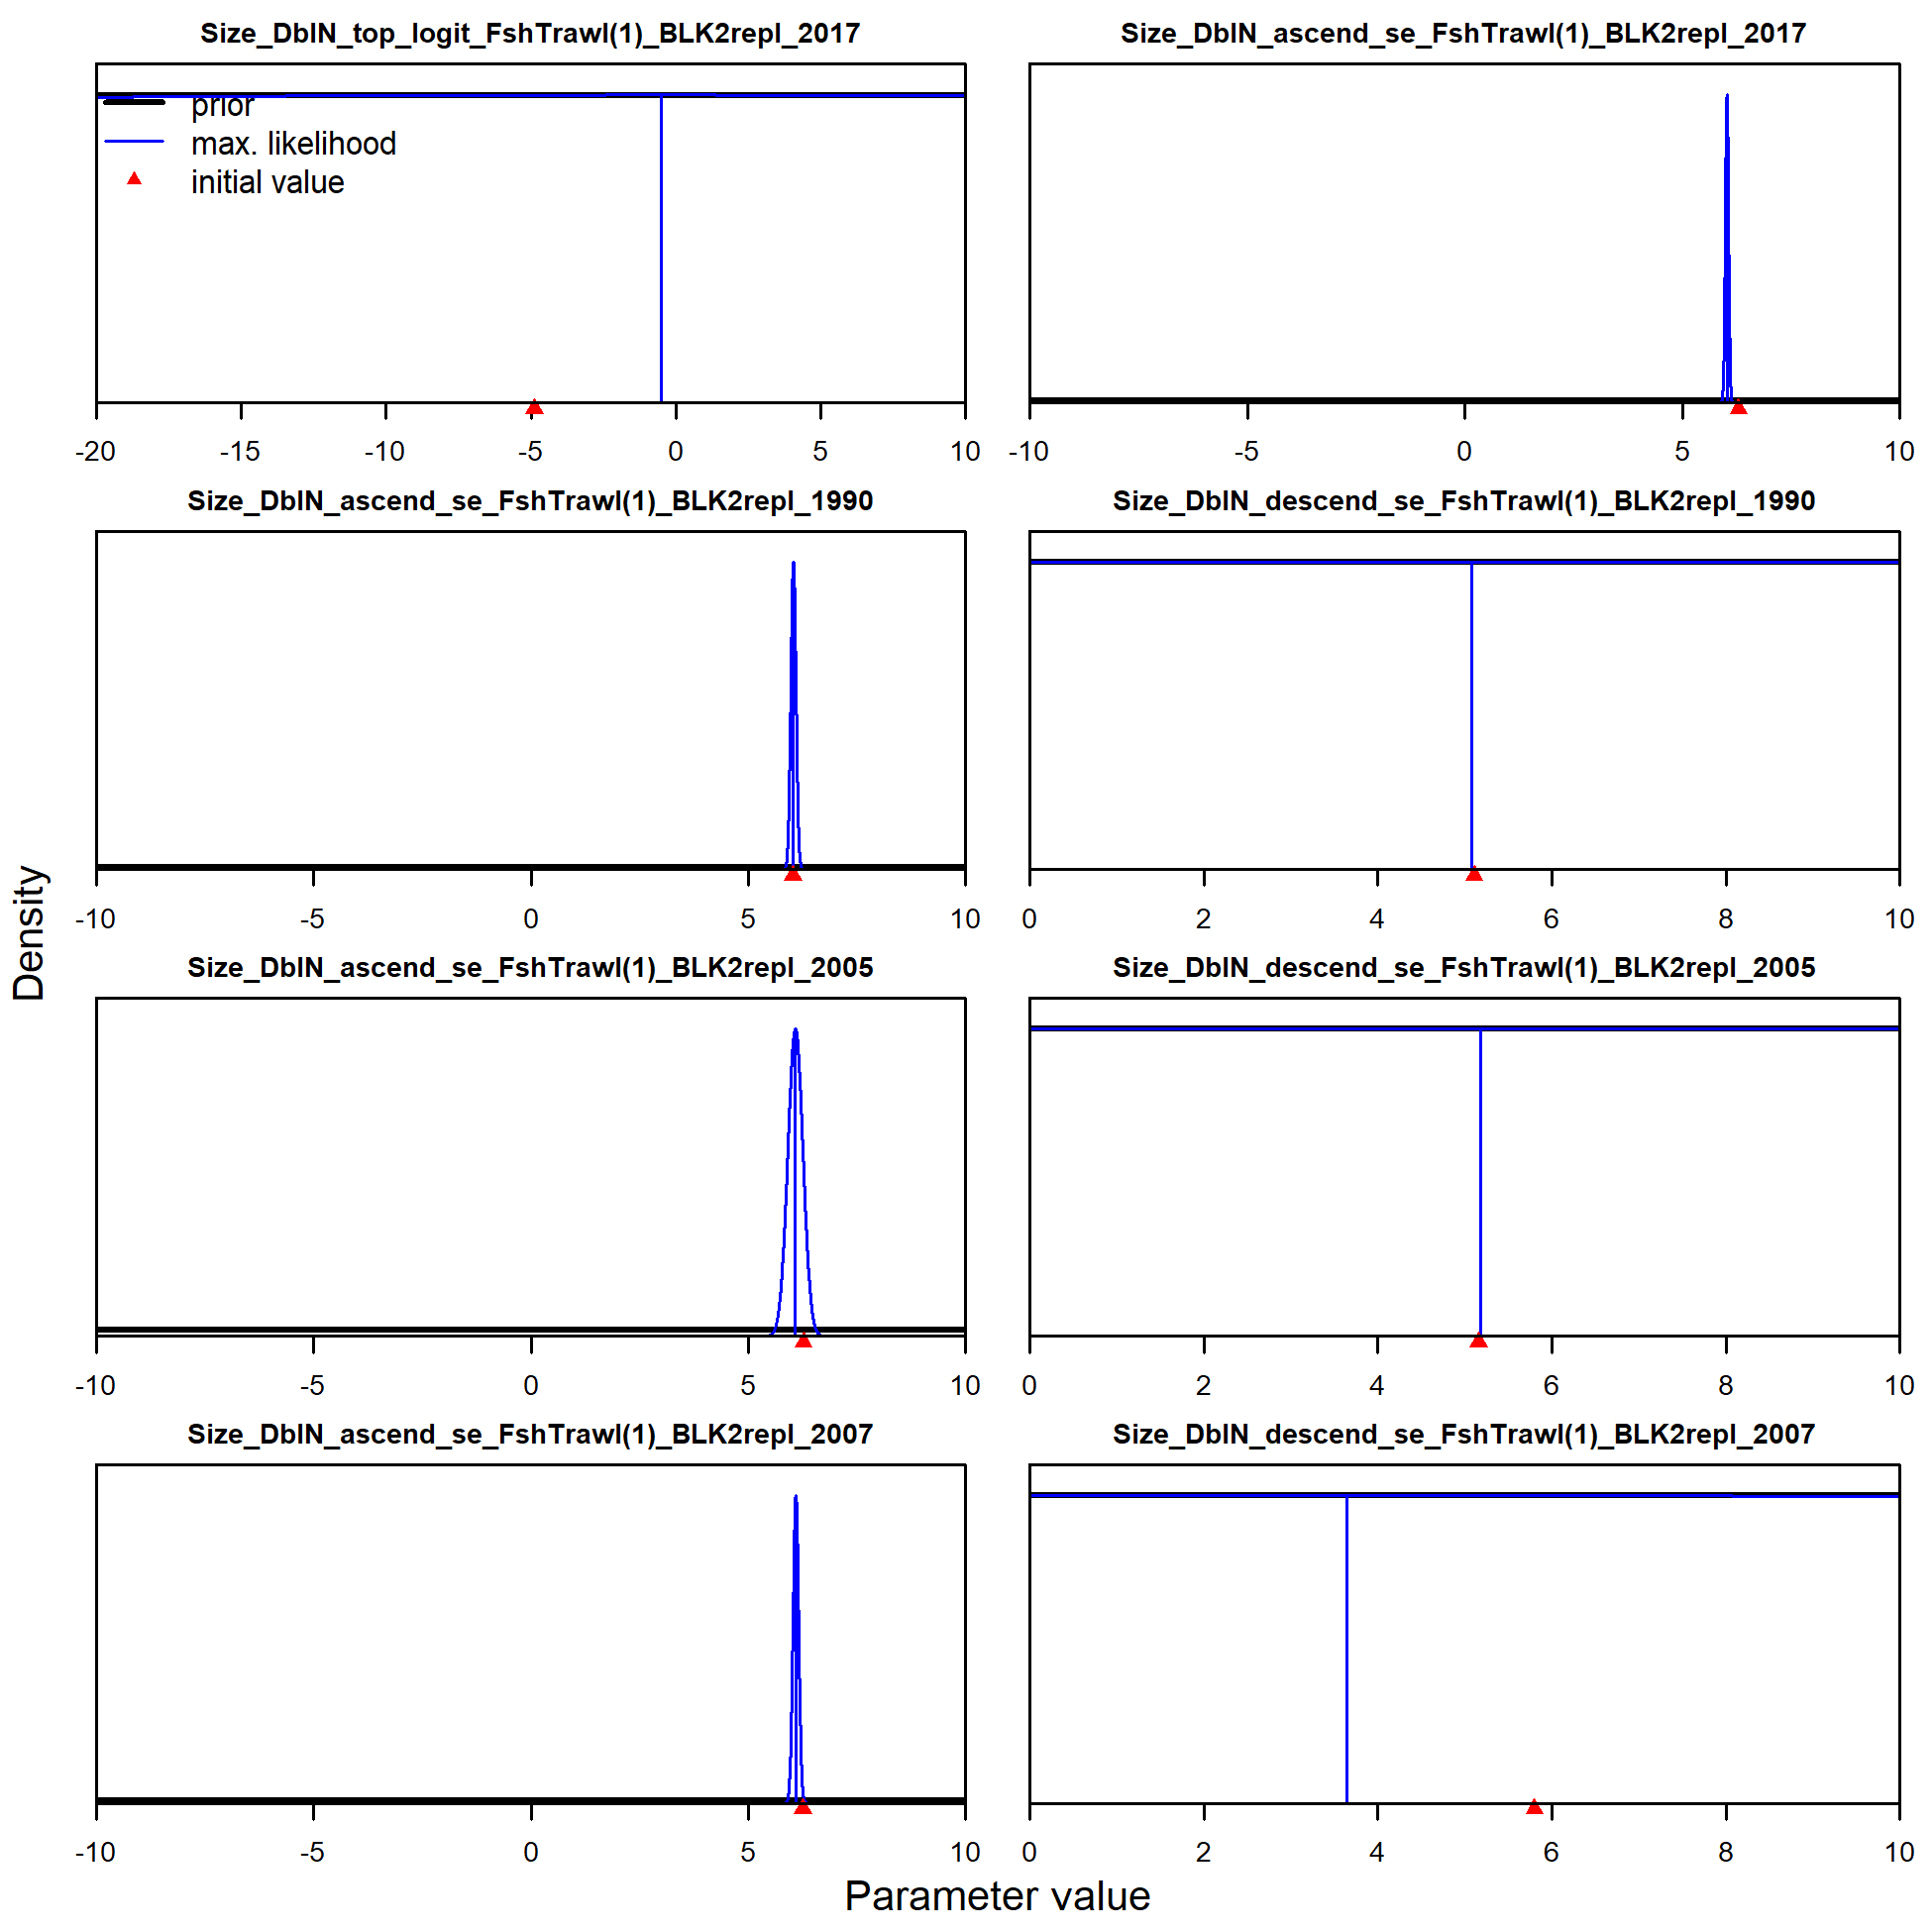 Size_DblN_top_logit_FshTrawl(1)_BLK2repl_2017
prior
max. likelihood
initial value
-20 -15 -10 -5 0 5 10
Size_DblN_ascend_se_FshTrawl(1)_BLK2repl_2017
-10 -5 0 5 10
Size_DblN_ascend_se_FshTrawl(1)_BLK2repl_1990
-10 -5 0 5 10
Size_DblN_descend_se_FshTrawl(1)_BLK2repl_1990
0 2 4 6 8 10
Size_DblN_ascend_se_FshTrawl(1)_BLK2repl_2005
-10 -5 0 5 10
Size_DblN_descend_se_FshTrawl(1)_BLK2repl_2005
0 2 4 6 8 10
Size_DblN_ascend_se_FshTrawl(1)_BLK2repl_2007
-10 -5 0 5 10
Size_DblN_descend_se_FshTrawl(1)_BLK2repl_2007
0 2 4 6 8 10
Density
Parameter value